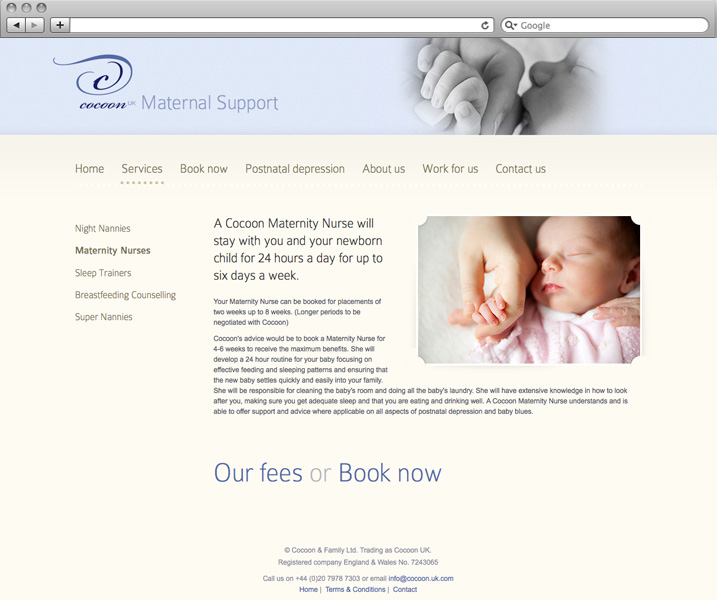 Google
cocoon UK Maternal Support
Home Services Book now Postnatal depression About us Work for us Contact us
Night Nannies
Maternity Nurses
Sleep Trainers
Breastfeeding Counselling
Super Nannies
A Cocoon Maternity Nurse will
stay with you and your newborn
child for 24 hours a day for up to
six days a week.
Your Maternity Nurse can be booked for placements of
two weeks up to 8 weeks. (Longer periods to be
negotiated with Cocoon)
Cocoon's advice would be to book a Maternity Nurse for
4-6 weeks to receive the maximum benefits. She will
develop a 24 hour routine for your baby focusing on
effective feeding and sleeping patterns and ensuring that
the new baby settles quickly and easily into your family.
She will be responsible for cleaning the baby's room and doing all the baby's laundry. She will have extensive knowledge in how to look
after you, making sure you get adequate sleep and that you are eating and drinking well. A Cocoon Maternity Nurse understands and is
able to offer support and advice where applicable on all aspects of postnatal depression and baby blues.
Our fees or Book now
© Cocoon & Family Ltd. Trading as Cocoon UK.
Registered company England & Wales No. 7243065
Call us on +44 (0)20 7978 7303 or email info@cocoon.uk.com
Home | Terms & Conditions | Contact